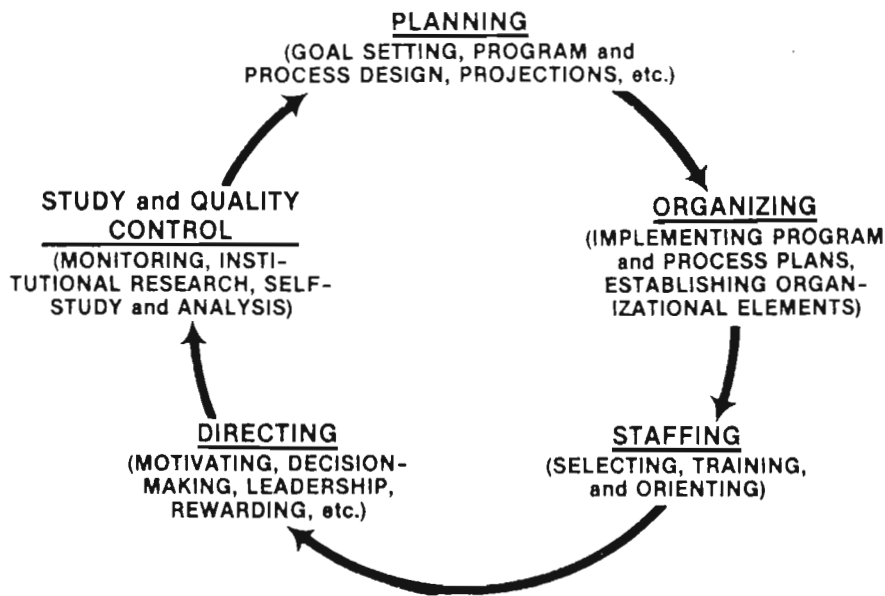 PLANNING
(GOAL SETTING, PROGRAM and
PROCESS DESIGN, PROJECTIONS, etc.)
ORGANIZING
(IMPLEMENTING PROGRAM
and PROCESS PLANS,
ESTABLISHING ORGAN-
IZATIONAL ELEMENTS)
STAFFING
(SELECTING, TRAINING,
and ORIENTING)
DIRECTING
(MOTIVATING, DECISION-
MAKING, LEADERSHIP,
REWARDING, etc.)
STUDY and QUALITY
CONTROL
(MONITORING, INSTI-
TUTIONAL RESEARCH, SELF-
STUDY and ANALYSIS)